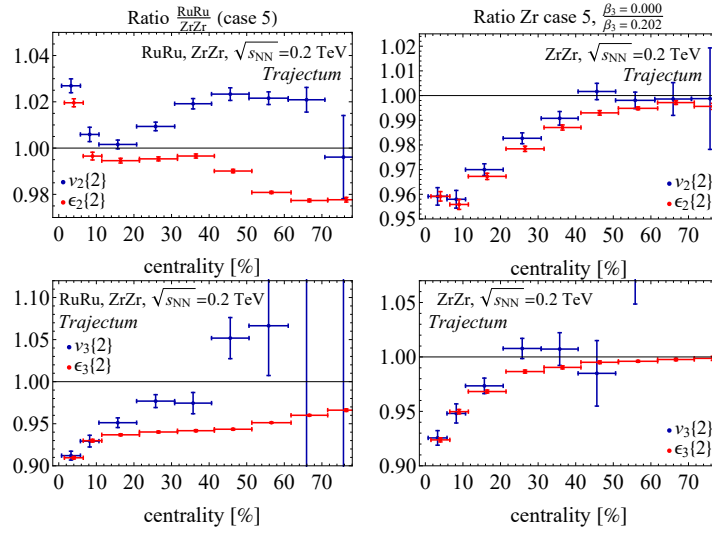 Ratio RuRu/ZrZr (case 5)
1.04
1.02
1.00
0.98
RuRu, ZrZr, √sNN =0.2 TeV
Trajectum
v2{2}
ϵ2{2}
0 10 20 30 40 50 60 70
centrality [%]
Ratio Zr case 5, β3=0.000/β3=0.202
1.02
1.01
1.00
0.99
0.98
0.97
0.96
0.95
ZrZr, √sNN =0.2 TeV
Trajectum
v2{2}
ϵ2{2}
0 10 20 30 40 50 60 70
centrality [%]
1.10
1.05
1.00
0.95
0.90
RuRu, ZrZr, √sNN =0.2 TeV
Trajectum
v3{2}
ϵ3{2}
0 10 20 30 40 50 60 70
centrality [%]
1.05
1.00
0.95
0.90
ZrZr, √sNN =0.2 TeV
Trajectum
v3{2}
ϵ3{2}
0 10 20 30 40 50 60 70
centrality [%]